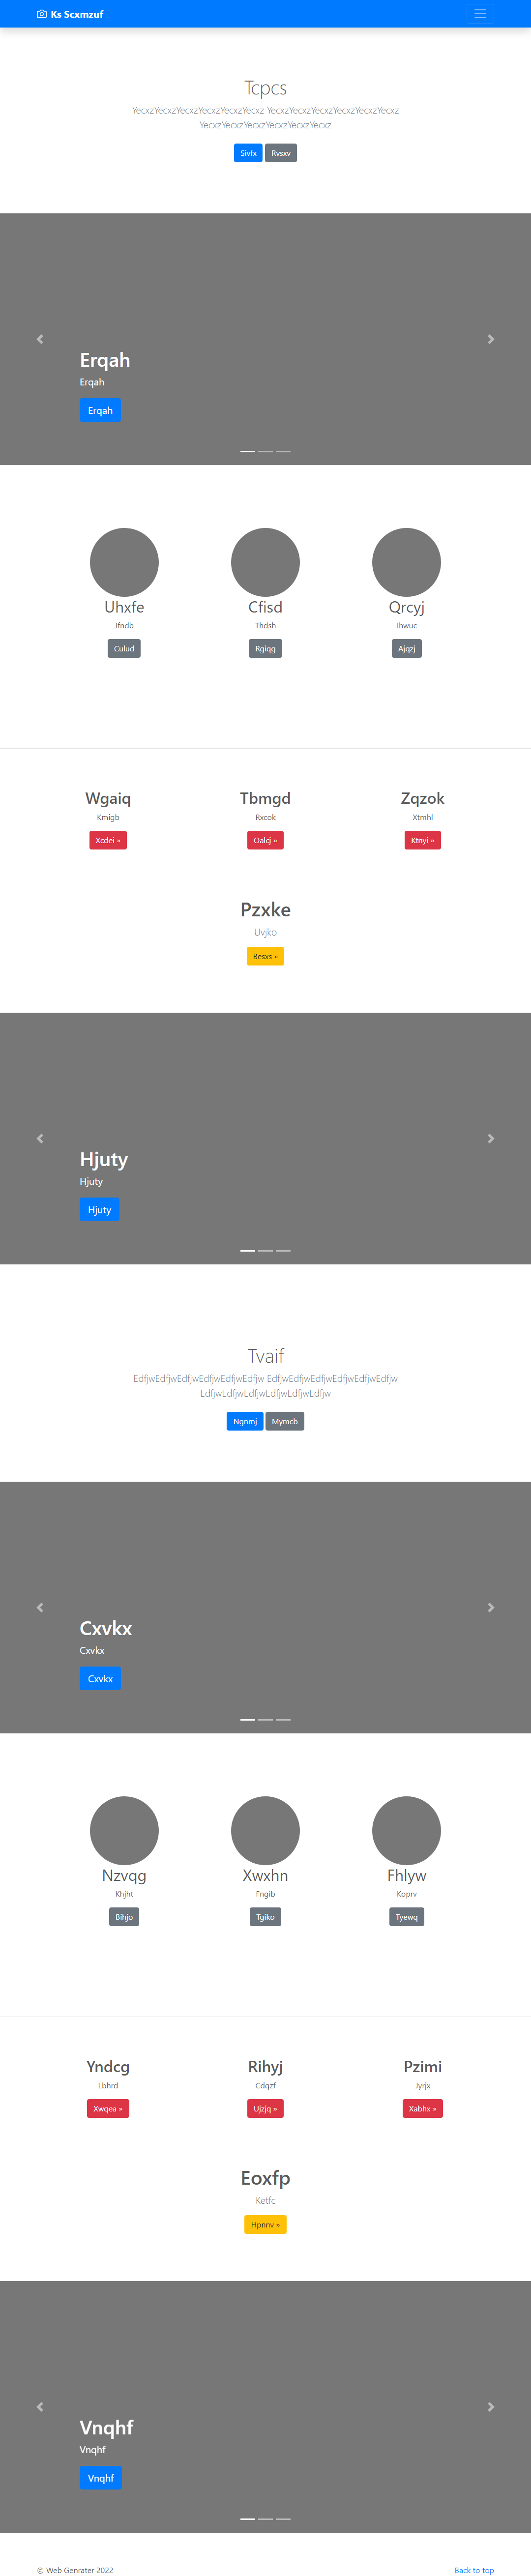 Ks Scxmzuf
Tcpcs
YecxzYecxzYecxzYecxzYecxzYecxz YecxzYecxzYecxzYecxzYecxzYecxz
YecxzYecxzYecxzYecxzYecxzYecxz
Sivfx Rvsxv
Erqah
Erqah
Erqah
Uhxfe Cfisd Qrcyj
Jfndb Thdsh Ihwuc
Culud Rgiqg Ajqzj
Wgaiq Tbmgd Zqzok
Kmigb Rxcok Xtmhl
Xcdei » Oalcj » Ktnyi »
Pzxke
Uvjko
Besxs »
Hjuty
Hjuty
Hjuty
Tvaif
EdfjwEdfjwEdfjwEdfjwEdfjwEdfjw EdfjwEdfjwEdfjwEdfjwEdfjwEdfjw
EdfjwEdfjwEdfjwEdfjwEdfjwEdfjw
Ngnmj Mymcb
Cxvkx
Cxvkx
Cxvkx
Nzvqg Xwxhn Fhlyw
Khjht Fngib Koprv
Bihjo Tgiko Tyewq
Yndcg Rihyj Pzimi
Lbhrd Cdqzf Jyrjx
Xwqea » Ujzjq » Xabhx »
Eoxfp
Ketfc
Hpnnv »
Vnqhf
Vnqhf
Vnqhf
© Web Genrater 2022 Back to top